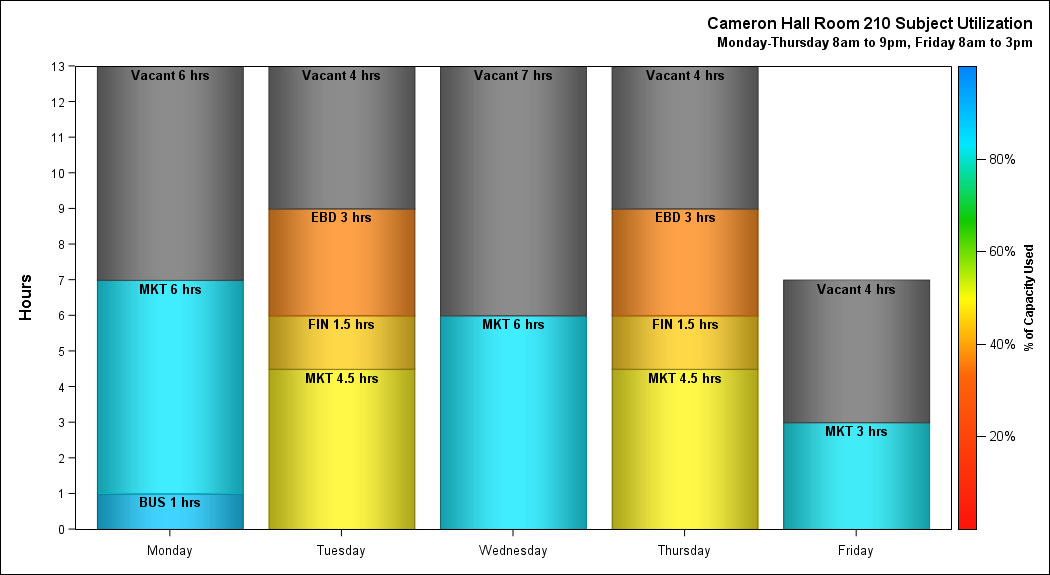 Cameron Hall Room 210 Subject Utilization
Monday-Thursday 8am to 9pm, Friday 8am to 3pm
Hours
13
12
11
10
9
8
7
6
5
4
3
2
1
0
Vacant 6 hrs
MKT 6 hrs
BUS 1 hrs
Vacant 4 hrs
EBD 3 hrs
FIN 1.5 hrs
MKT 4.5 hrs
Vacant 7 hrs
MKT 6 hrs
Vacant 4 hrs
EBD 3 hrs
FIN 1.5 hrs
MKT 4.5 hrs
Vacant 4 hrs
MKT 3 hrs
Monday
Tuesday
Wednesday
Thursday
Friday
80%
60%
40%
20%
% of Capacity Used